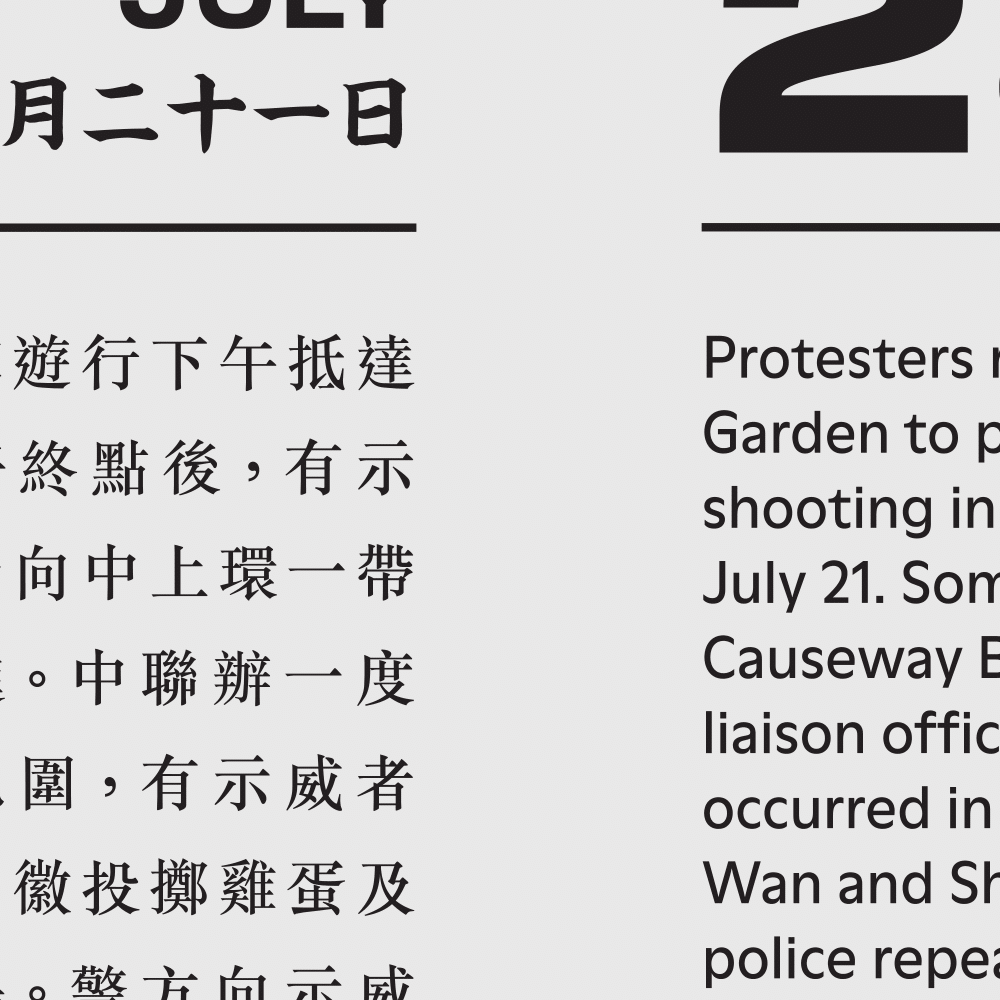 JULY
月二十一日
遊行下午抵達
終點後，有示
向中上環一帶
。中聯辦一度
圍，有示威者
徽投擲雞蛋及
。警方向示威
2
Protesters
Garden to
shooting in
July 21. Som
Causeway B
liaison offic
occurred in
Wan and Sh
police repea